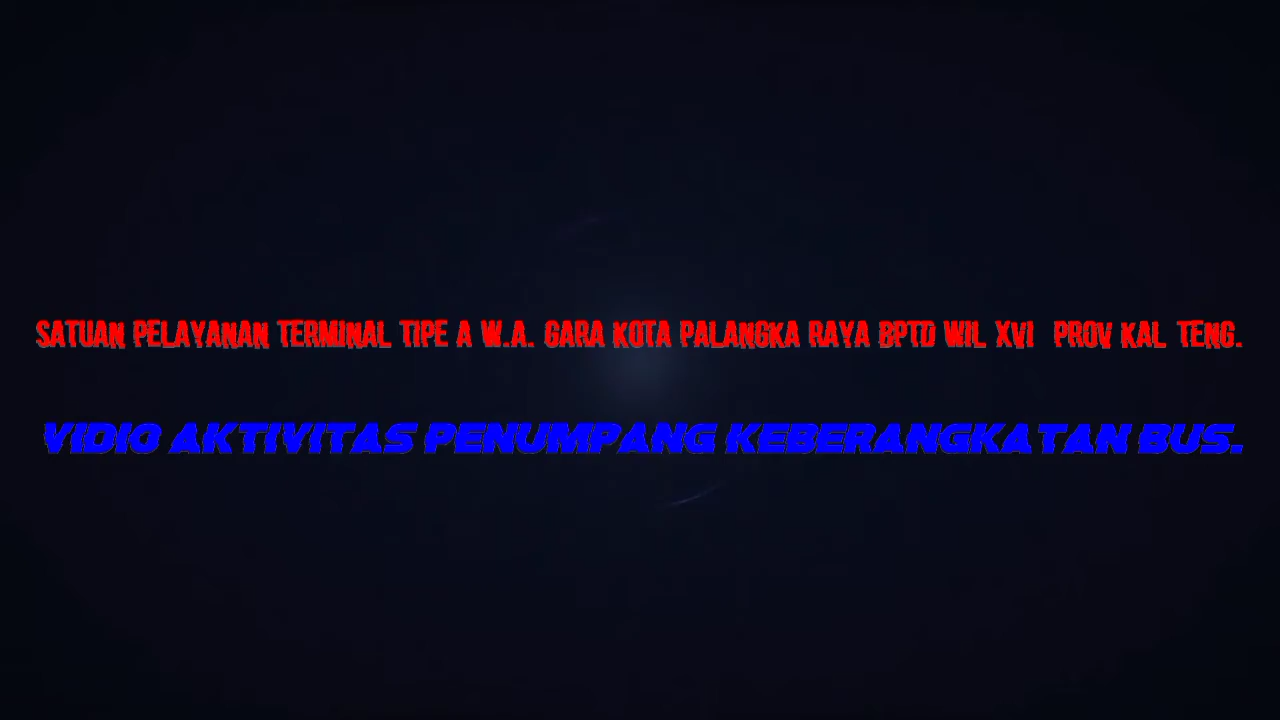 SATUAN PELAYANAN TERMINAL TIPE A W.A. GARA KOTA PALANGKA RAYA BPTD WIL XVI PROV KAL TENG.
VIDIO AKTIVITAS PENUMPANG KEBERANGKATAN BUS.